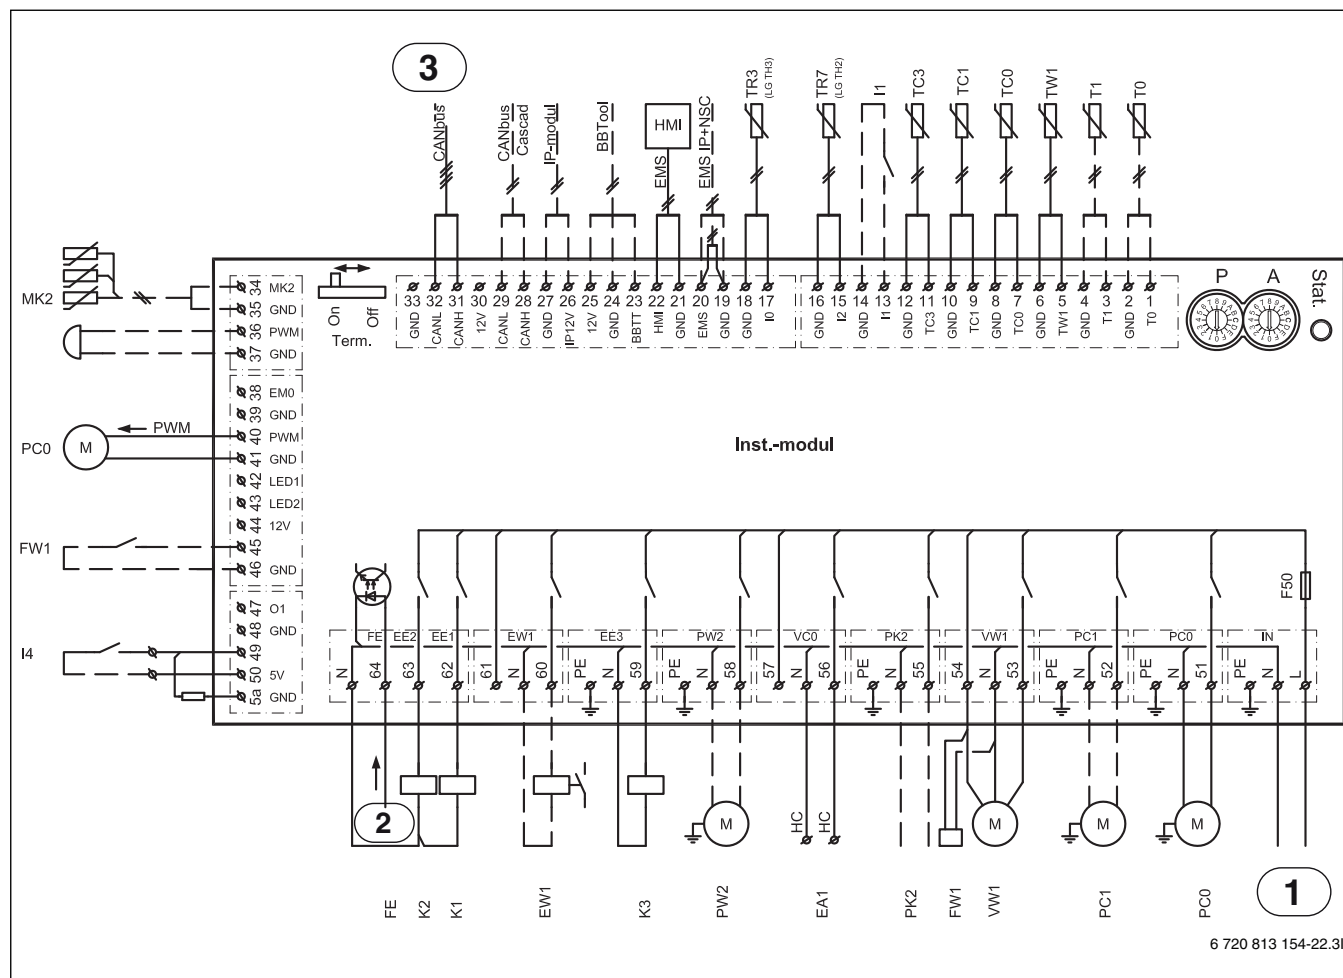 3
CANbus
CANbus
Cascad
IP-modul
BBTool
HMI
EMS
EMS IP+NSC
TR3
(LG TH3)
TR7
(LG TH2)
I1
TC3
TC1
TC0
TW1
T1
T0
MK2
34 MK2
35 GND
36 PWM
37 GND
On
Off
Term.
33 32 31 30 29 28 27 26 25 24 23 22 21 20 19 18 17
GND CANL CANH 12V CANL CANH GND IP12V 12V GND BBTT HMI GND EMS GND GND I0
16 15 14 13 12 11 10 9 8 7 6 5 4 3 2 1
GND I2 GND I1 GND TC3 GND TC1 GND TC0 GND TW1 GND T1 GND T0
P
A
Stat.
38 EM0
39 GND
PC0
M
PWM
40 PWM
41 GND
42 LED1
43 LED2
44 12V
FW1
45
46 GND
Inst.-modul
47 O1
48 GND
I4
49
50 5V
5a GND
F50
FE EE2 EE1 EW1 EE3 PW2 VC0 PK2 VW1 PC1 PC0 IN
N 64 63 62 61 N 60 PE N 59 PE N 58 57 N 56 PE N 55 54 N 53 PE N 52 PE N 51 PE N L
2
M
HC
HC
M
M
M
FE
K2
K1
EW1
K3
PW2
EA1
PK2
FW1
VW1
PC1
PC0
1
6 720 813 154-22.3I